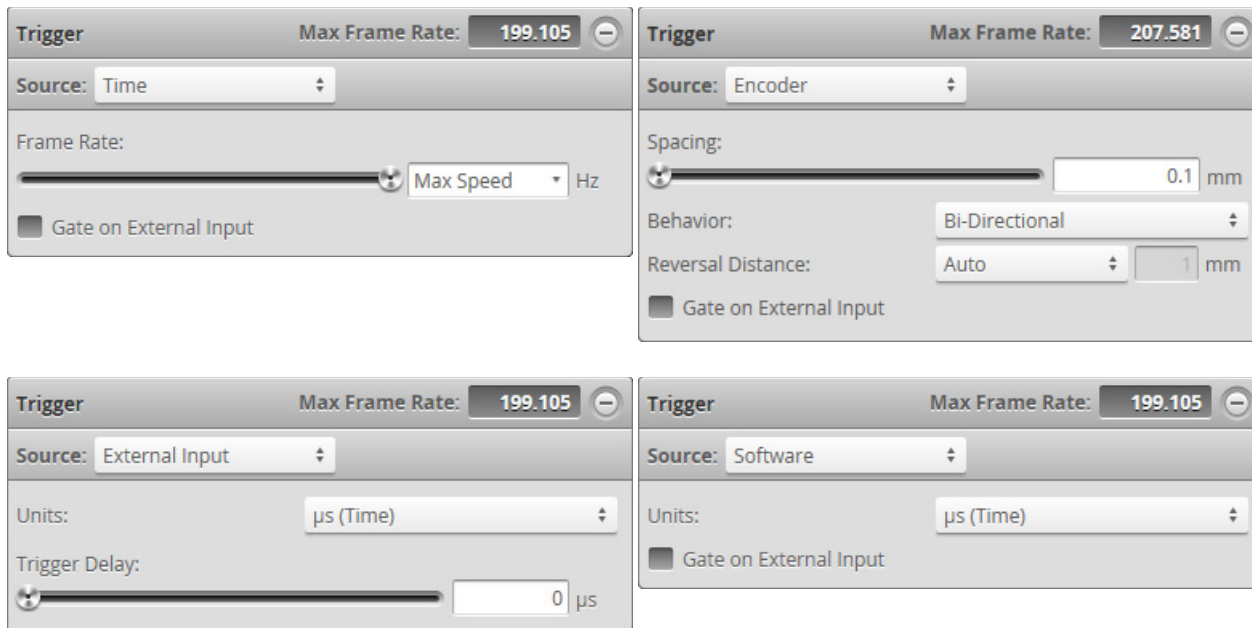 Trigger Max Frame Rate: 199.105
Source: Time
Frame Rate:
Max Speed Hz
Gate on External Input
Trigger Max Frame Rate: 207.581
Source: Encoder
Spacing:
0.1 mm
Behavior: Bi-Directional
Reversal Distance: Auto 1 mm
Gate on External Input
Trigger Max Frame Rate: 199.105
Source: External Input
Units: µs (Time)
Trigger Delay:
0 µs
Trigger Max Frame Rate: 199.105
Source: Software
Units: µs (Time)
Gate on External Input